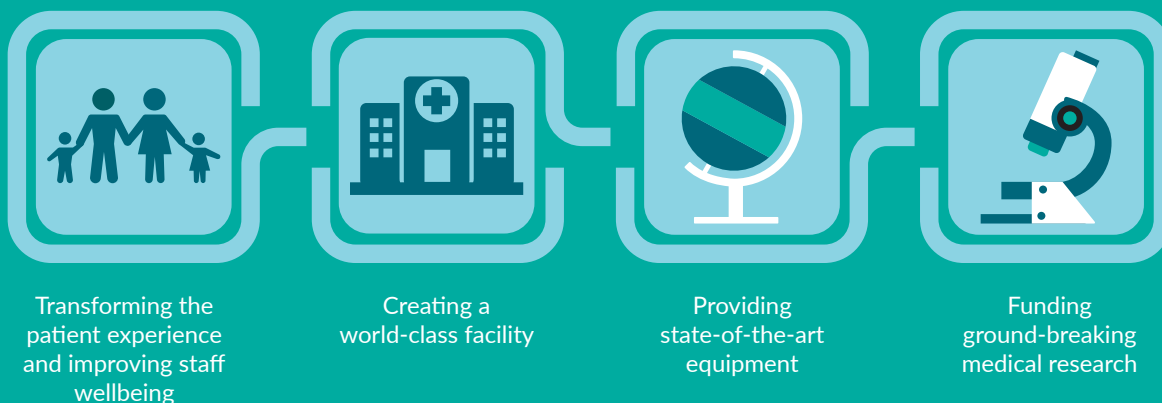 Transforming the
patient experience
and improving staff
wellbeing
Creating a
world-class facility
Providing
state-of-the-art
equipment
Funding
ground-breaking
medical research